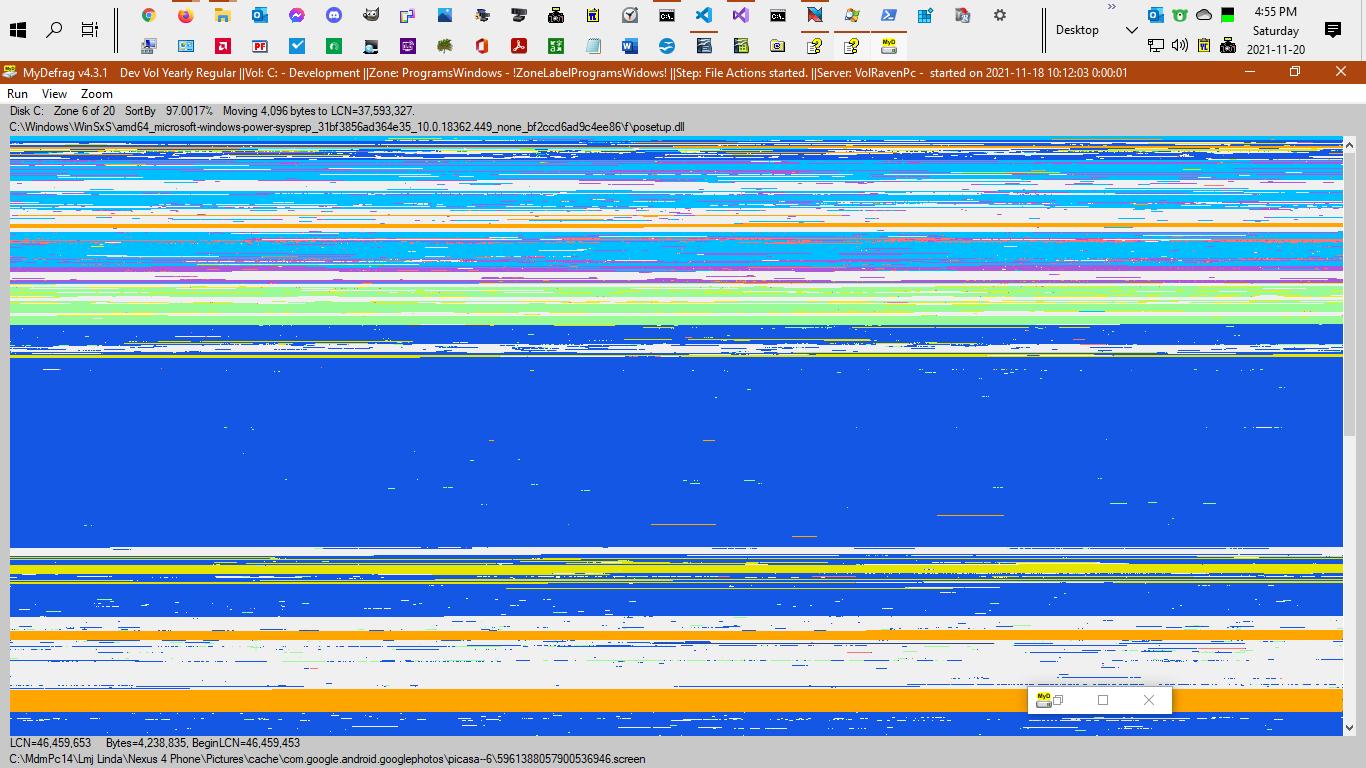 4:55 PM
Desktop
Saturday
2021-11-20
MyDefrag v4.3.1 Dev Vol Yearly Regular ||Vol: C: - Development ||Zone: ProgramsWindows - !ZoneLabelProgramsWidows! ||Step: File Actions started. ||Server: VolRavenPc - started on 2021-11-18 10:12:03 0:00:01
Run View Zoom
Disk C: Zone 6 of 20 SortBy 97.0017% Moving 4,096 bytes to LCN=37,593,327.
C:\Windows\WinSxS\amd64_microsoft-windows-power-sysprep_31bf3856ad364e35_10.0.18362.449_none_bf2ccd6ad9c4ee86\f\posetup.dll
MyD
LCN=46,459,653 Bytes=4,238,835, BeginLCN=46,459,453
C:\MdmPc14\Lmj Linda\Nexus 4 Phone\Pictures\cache\com.google.android.googlephotos\picasa--6\5961388057900536946.screen